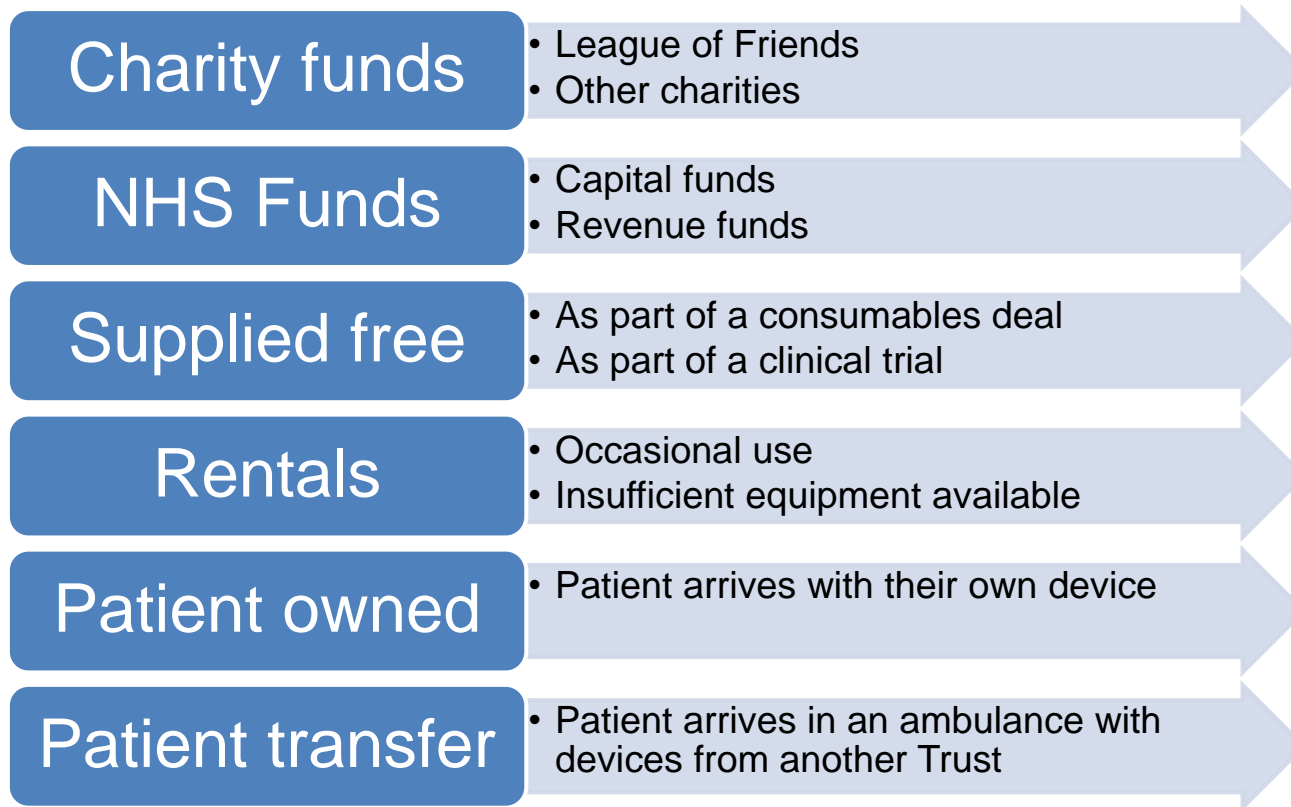 Charity funds
• League of Friends
• Other charities
NHS Funds
• Capital funds
• Revenue funds
Supplied free
• As part of a consumables deal
• As part of a clinical trial
Rentals
• Occasional use
• Insufficient equipment available
Patient owned
• Patient arrives with their own device
Patient transfer
• Patient arrives in an ambulance with
devices from another Trust